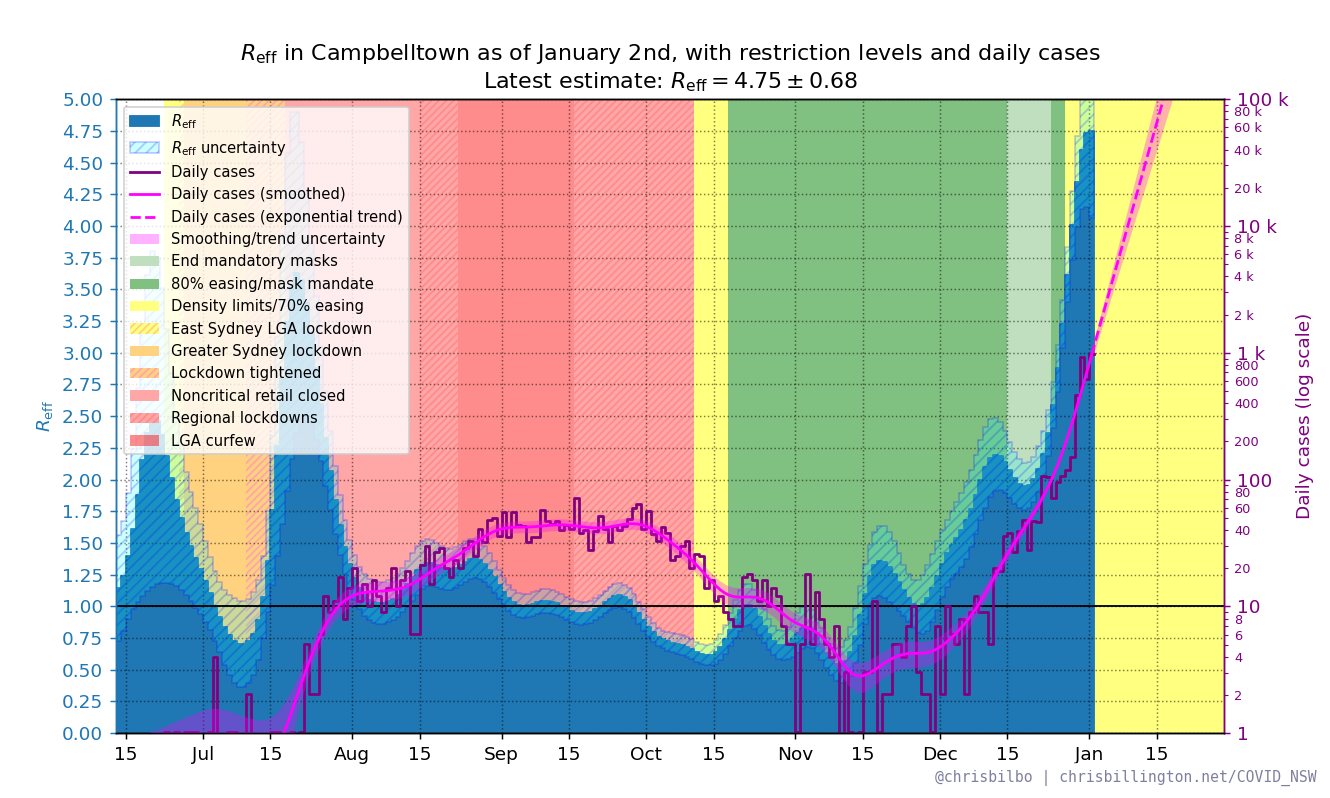 Reff in Campbelltown as of January 2nd, with restriction levels and daily cases
Latest estimate: Reff = 4.75 ± 0.68
5.00
4.75
4.50
4.25
4.00
3.75
3.50
3.25
3.00
2.75
2.50
2.25
2.00
1.75
1.50
1.25
1.00
0.75
0.50
0.25
0.00
Reff
Reff
Reff uncertainty
Daily cases
Daily cases (smoothed)
Daily cases (exponential trend)
Smoothing/trend uncertainty
End mandatory masks
80% easing/mask mandate
Density limits/70% easing
East Sydney LGA lockdown
Greater Sydney lockdown
Lockdown tightened
Noncritical retail closed
Regional lockdowns
LGA curfew
100 k
80 k
60 k
40 k
20 k
10 k
8 k
6 k
4 k
2 k
1 k
800
600
400
200
100
80
60
40
20
10
8
6
4
2
1
Daily cases (log scale)
15 Jul 15 Aug 15 Sep 15 Oct 15 Nov 15 Dec 15 Jan 15
@chrisbilbo | chrisbillington.net/COVID_NSW